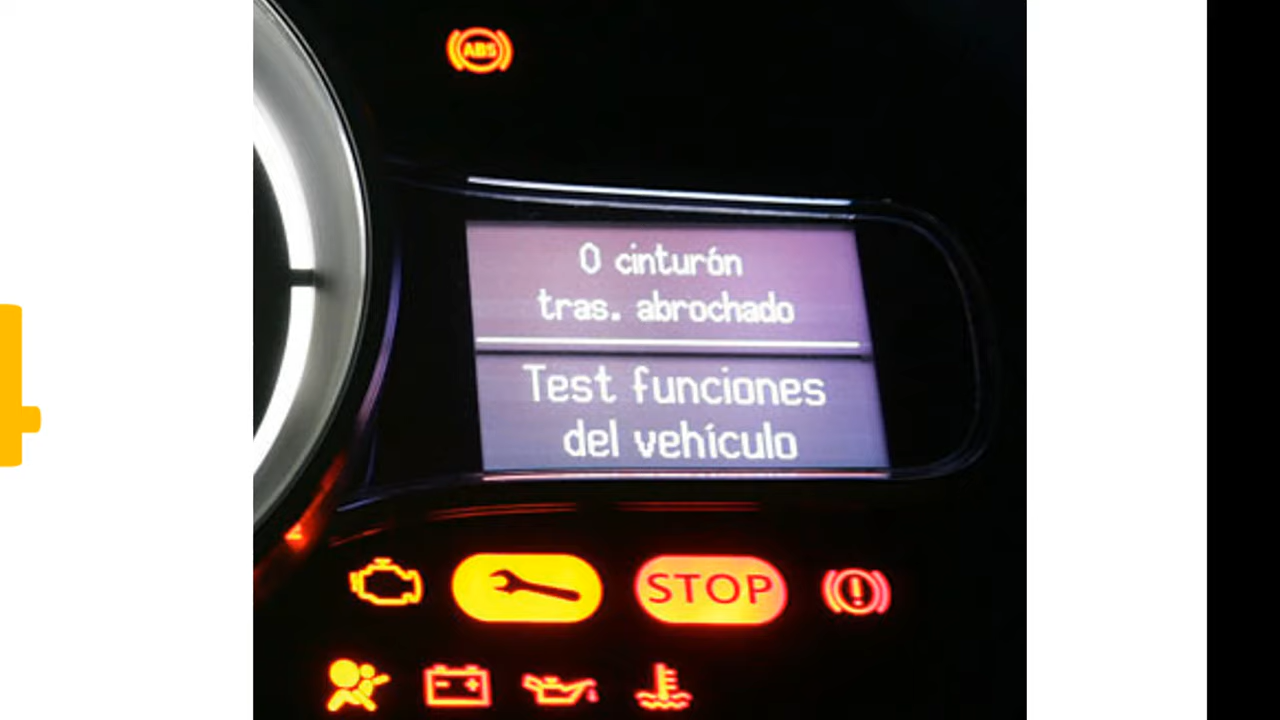 ABS
0 cinturón
tras. abrochado
Test funciones
del vehículo
STOP